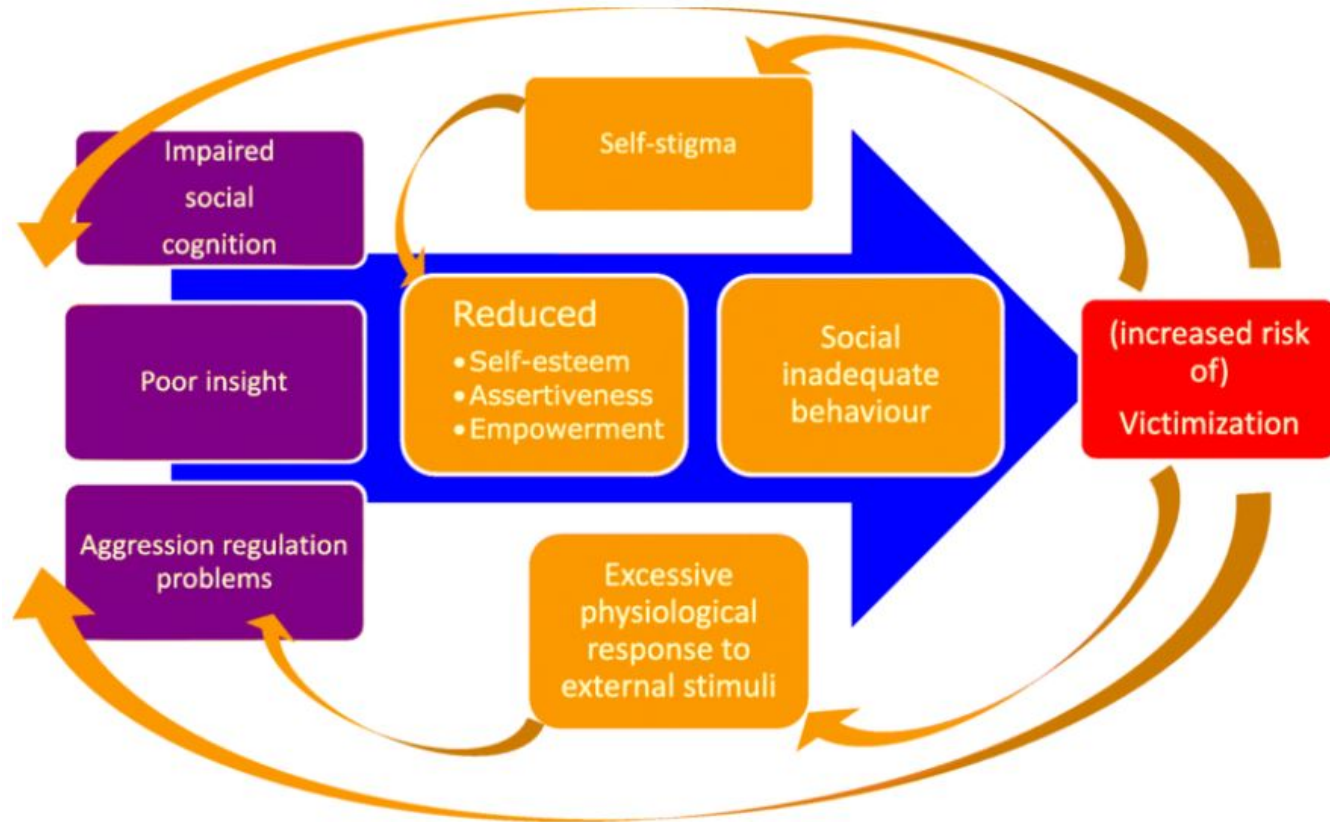 Impaired
social
cognition
Poor insight
Aggression regulation
problems
Self-stigma
Reduced
•Self-esteem
•Assertiveness
•Empowerment
Social
inadequate
behaviour
Excessive
physiological
response to
external stimuli
(increased risk
of)
Victimization